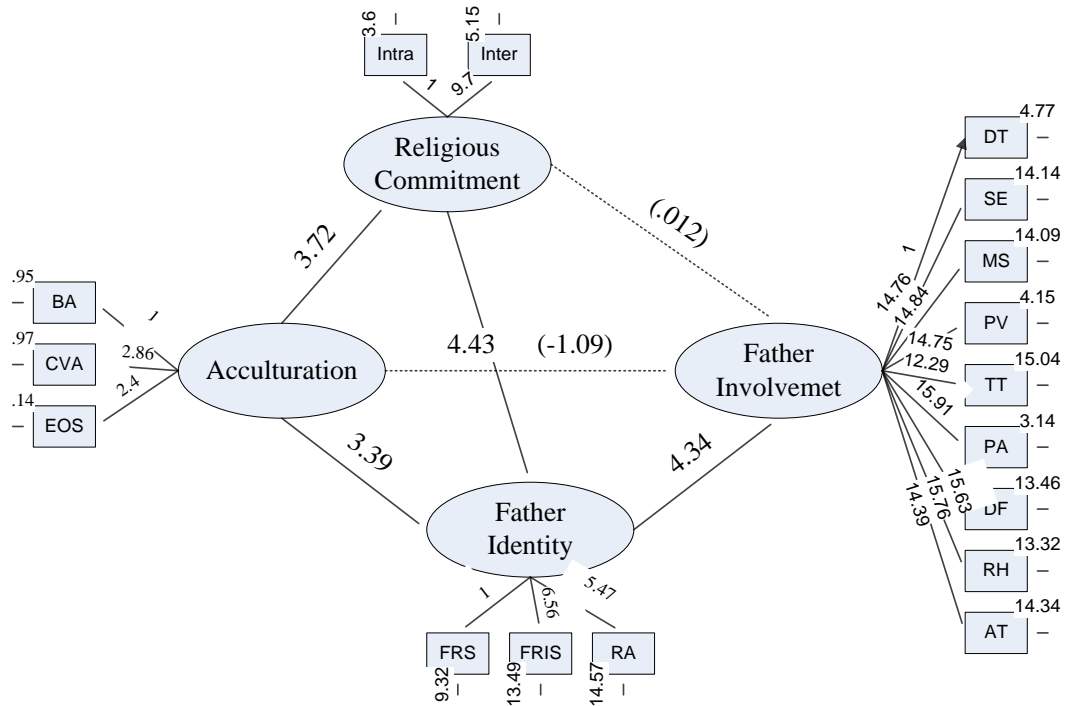 3.6
–
5.15
–
Intra
Inter
1
9.7
Religious
Commitment
4.77
DT
–
14.14
SE
–
14.09
MS
–
4.15
PV
–
15.04
TT
–
3.14
PA
–
13.46
DF
–
13.32
RH
–
14.34
AT
–
1
14.76
14.84
14.75
12.29
15.91
15.63
15.76
14.39
(.012)
3.72
.95
–
BA
.97
–
CVA
.14
–
EOS
1
2.86
2.4
Acculturation
4.43
(-1.09)
Father
Involvemet
3.39
4.34
Father
Identity
1
6.56
5.47
FRS
FRIS
RA
9.32
–
13.49
–
14.57
–